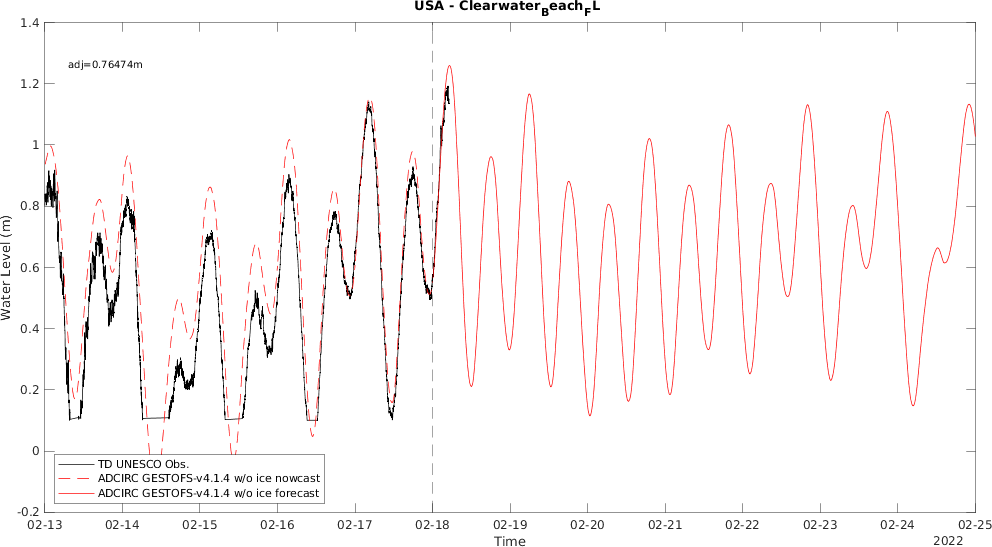 USA - Clearwater_Beach_FL
adj=0.76474m
Water Level (m)
1.4
1.2
1
0.8
0.6
0.4
0.2
0
-0.2
TD UNESCO Obs.
ADCIRC GESTOFS-v4.1.4 w/o ice nowcast
ADCIRC GESTOFS-v4.1.4 w/o ice forecast
02-13 02-14 02-15 02-16 02-17 02-18 02-19 02-20 02-21 02-22 02-23 02-24 02-25
Time
2022